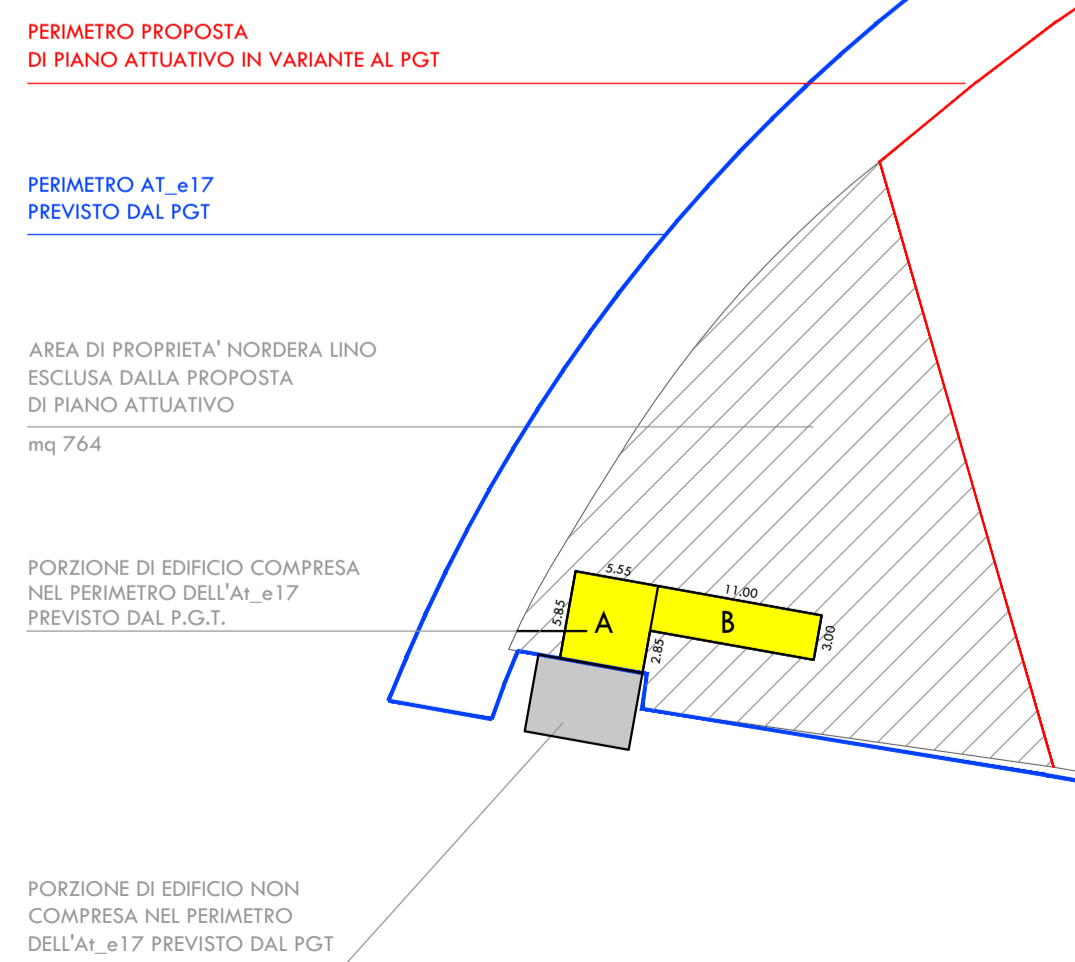 PERIMETRO PROPOSTA
DI PIANO ATTUATIVO IN VARIANTE AL PGT
PERIMETRO AT_e17
PREVISTO DAL PGT
AREA DI PROPRIETA' NORDERA LINO
ESCLUSA DALLA PROPOSTA
DI PIANO ATTUATIVO
mq 764
PORZIONE DI EDIFICIO COMPRESA
NEL PERIMETRO DELL'At_e17
PREVISTO DAL P.G.T.
5.55
11.00
5.85
A
B
3.00
2.85
PORZIONE DI EDIFICIO NON
COMPRESA NEL PERIMETRO
DELL'At_e17 PREVISTO DAL PGT